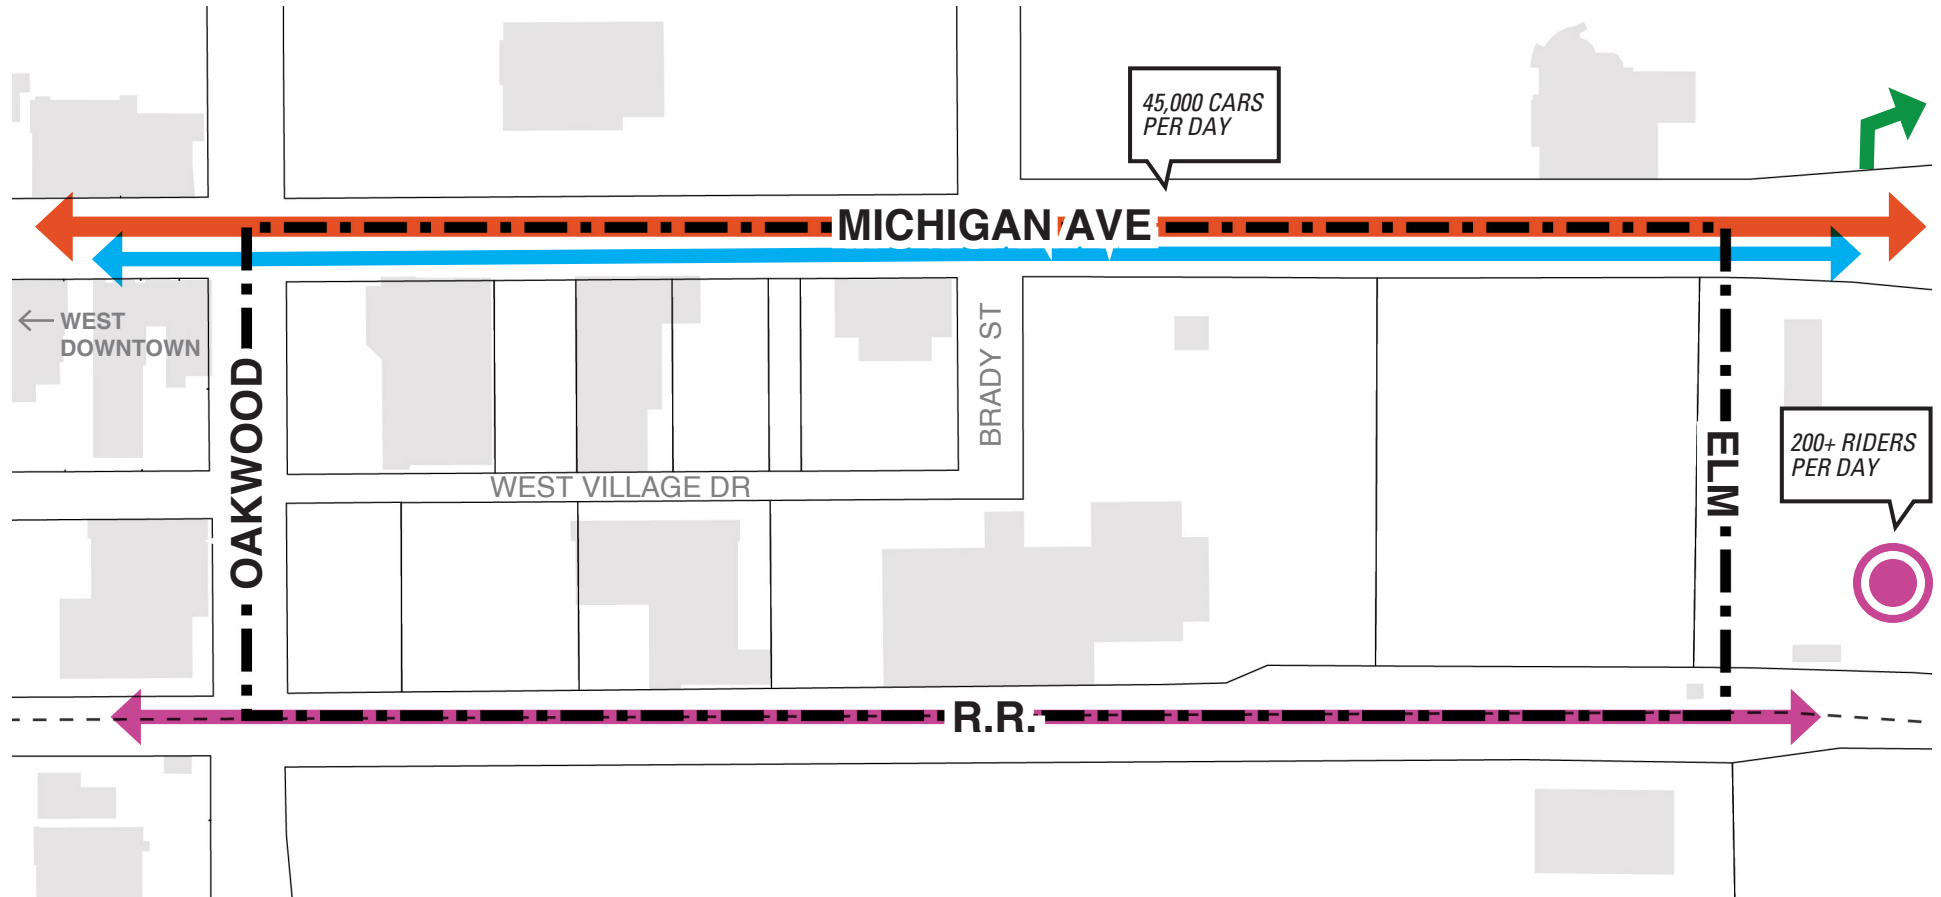 45,000 CARS
PER DAY
MICHIGAN AVE
← WEST
DOWNTOWN
OAKWOOD
BRADY ST
ELM
200+ RIDERS
PER DAY
WEST VILLAGE DR
R.R.